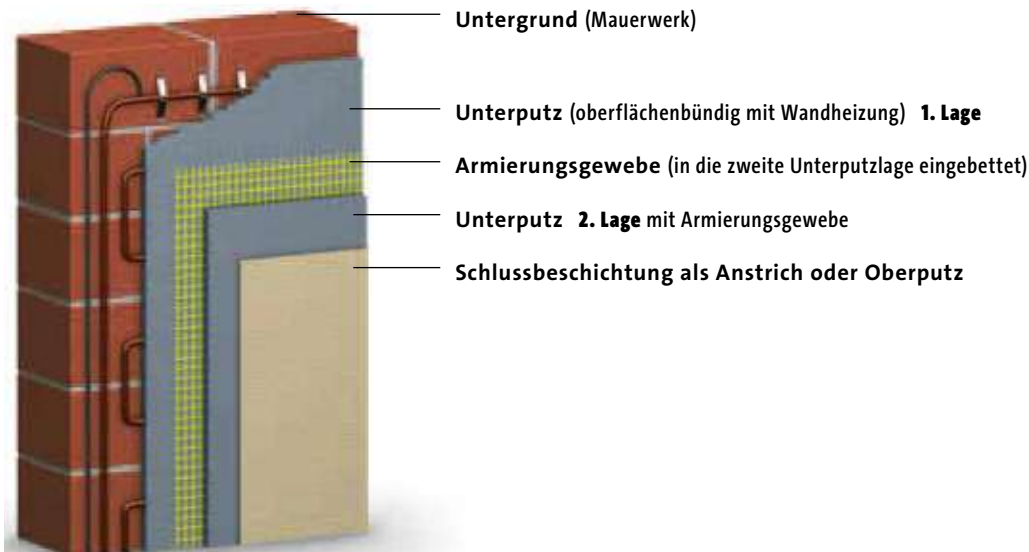 Untergrund (Mauerwerk)
Unterputz (oberflächenbündig mit Wandheizung) 1. Lage
Armierungsgewebe (in die zweite Unterputzlage eingebettet)
Unterputz 2. Lage mit Armierungsgewebe
Schlussbeschichtung als Anstrich oder Oberputz